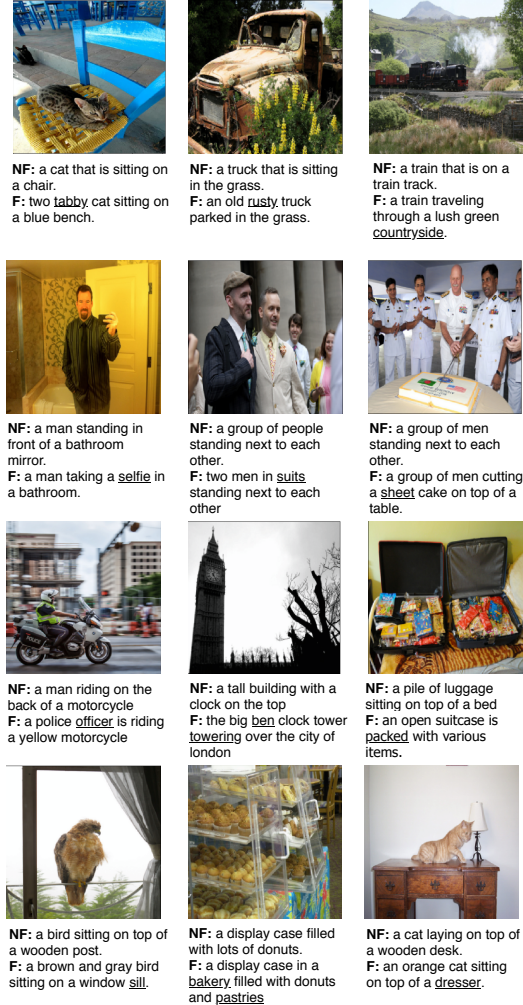 NF: a cat that is sitting on
a chair.
F: two tabby cat sitting on
a blue bench.
NF: a truck that is sitting
in the grass.
F: an old rusty truck
parked in the grass.
NF: a train that is on a
train track.
F: a train traveling
through a lush green
countryside.
NF: a man standing in
front of a bathroom
mirror.
F: a man taking a selfie in
a bathroom.
NF: a group of people
standing next to each
other.
F: two men in suits
standing next to each
other
NF: a group of men
standing next to each
other.
F: a group of men cutting
a sheet cake on top of a
table.
POLICE
NF: a man riding on the
back of a motorcycle
F: a police officer is riding
a yellow motorcycle
NF: a tall building with a
clock on the top
F: the big ben clock tower
towering over the city of
london
NF: a pile of luggage
sitting on top of a bed
F: an open suitcase is
packed with various
items.
NF: a bird sitting on top of
a wooden post.
F: a brown and gray bird
sitting on a window sill.
NF: a display case filled
with lots of donuts.
F: a display case in a
bakery filled with donuts
and pastries
NF: a cat laying on top of
a wooden desk.
F: an orange cat sitting
on top of a dresser.